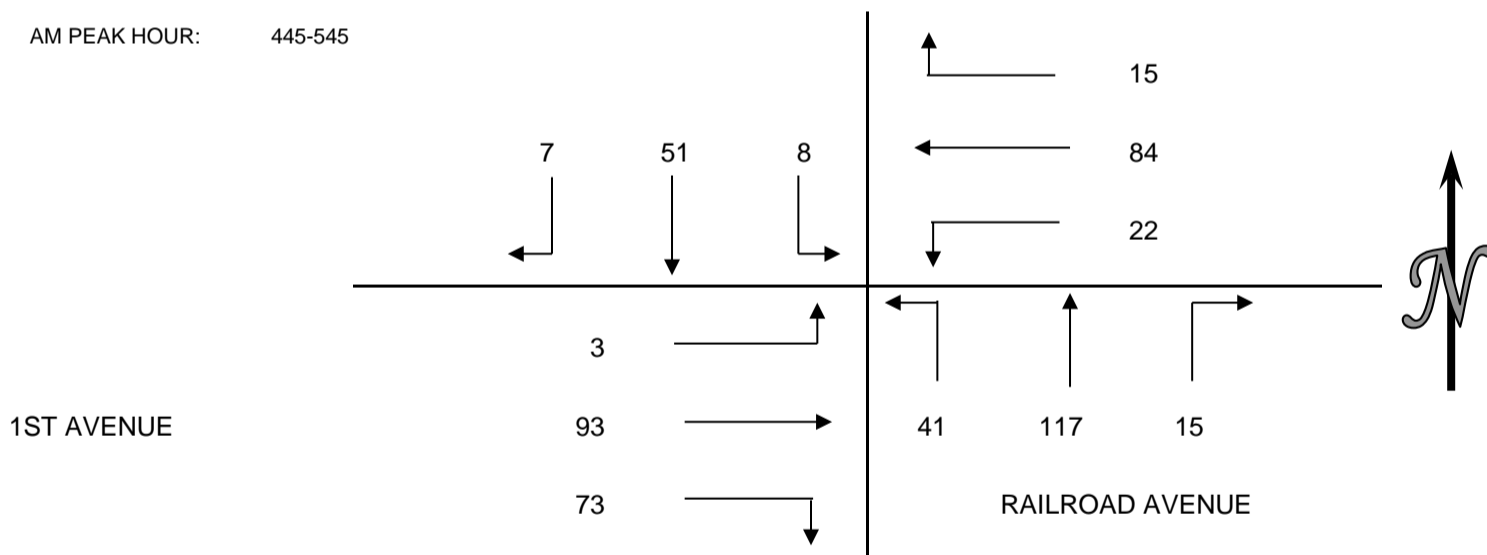 AM PEAK HOUR: 445-545
15
7 51 8 84
22
3
1ST AVENUE 93 41 117 15
73 RAILROAD AVENUE
N